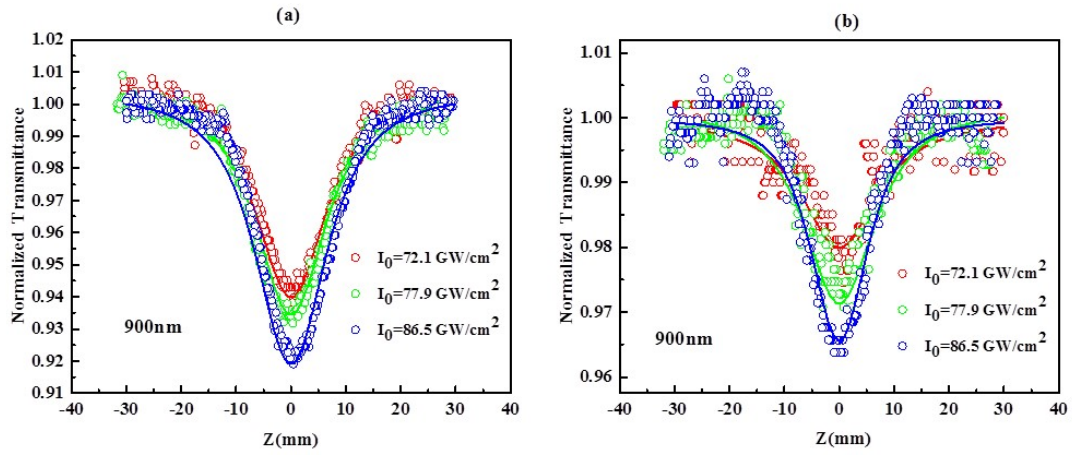 (a)
Normalized Transmittance
1.02
1.01
1.00
0.99
0.98
0.97
0.96
0.95
0.94
0.93
0.92
0.91
I0=72.1 GW/cm2
I0=77.9 GW/cm2
I0=86.5 GW/cm2
900nm
-40 -30 -20 -10 0 10 20 30 40
Z(mm)
(b)
Normalized Transmittance
1.01
1.00
0.99
0.98
0.97
0.96
I0=72.1 GW/cm2
I0=77.9 GW/cm2
I0=86.5 GW/cm2
900nm
-40 -30 -20 -10 0 10 20 30 40
Z(mm)